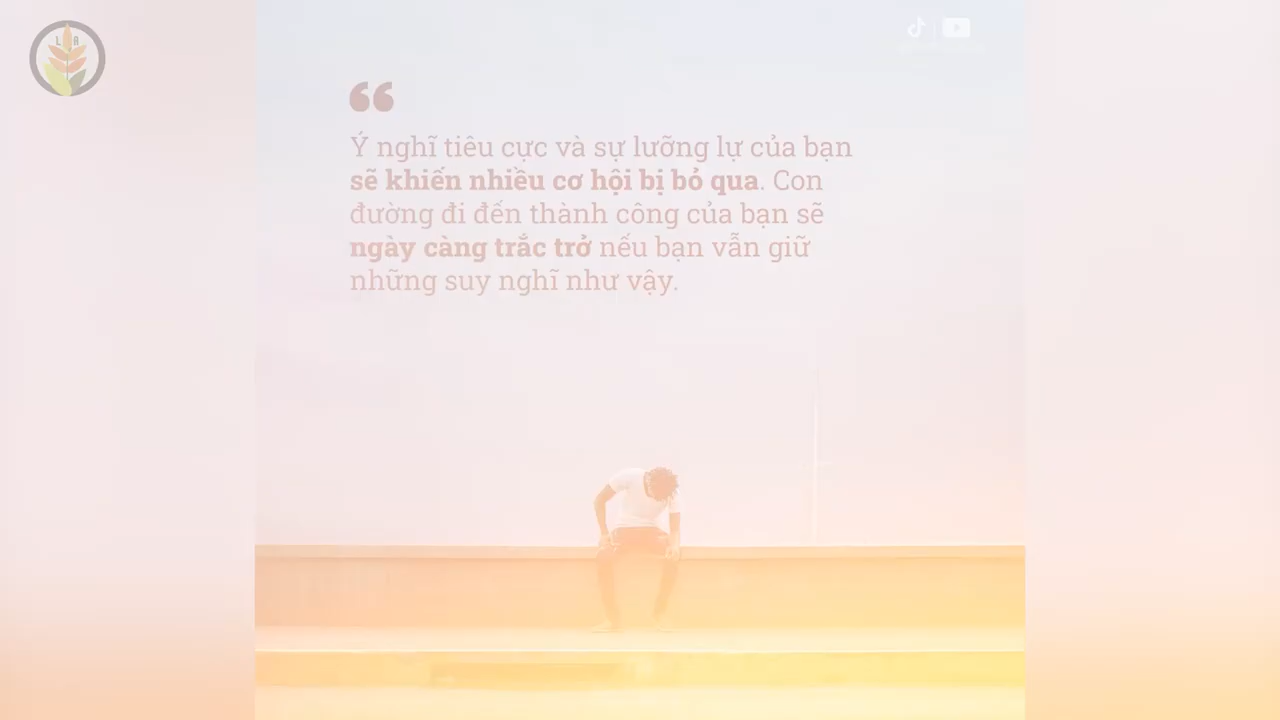 L R
“
Ý nghĩ tiêu cực và sự lưỡng lự của bạn
sẽ khiến nhiều cơ hội bị bỏ qua. Con
đường đi đến thành công của bạn sẽ
ngày càng trắc trở nếu bạn vẫn giữ
những suy nghĩ như vậy.